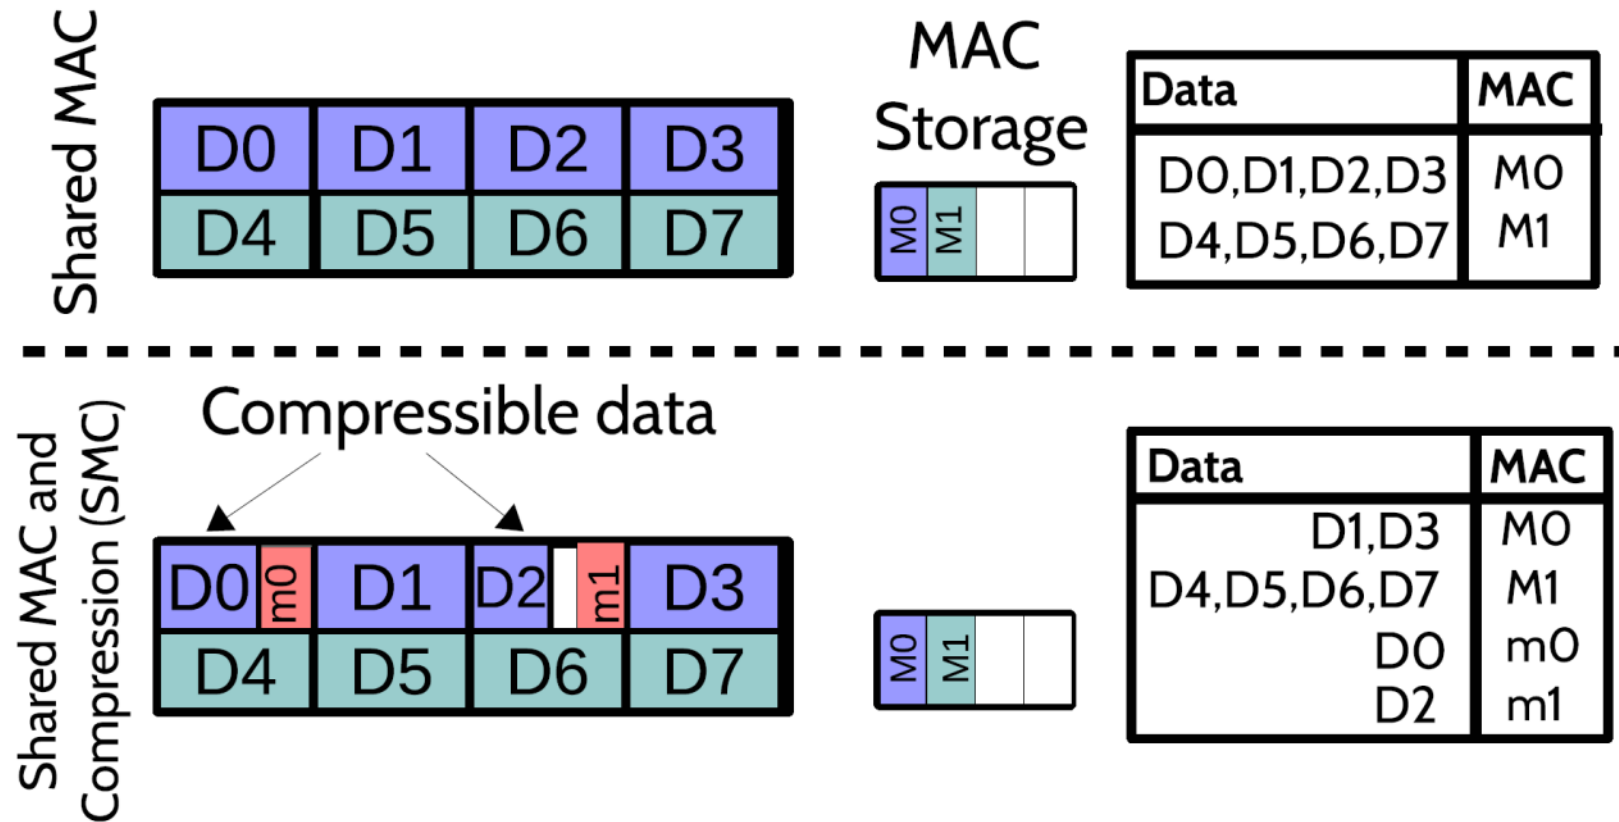 Shared MAC
D0 D1 D2 D3
D4 D5 D6 D7
MAC
Storage
M0 M1
Data MAC
D0,D1,D2,D3 M0
D4,D5,D6,D7 M1
Shared MAC and
Compression (SMC)
Compressible data
D0 m0 D1 D2 m1 D3
D4 D5 D6 D7
M0 M1
Data MAC
D1,D3 M0
D4,D5,D6,D7 M1
D0 m0
D2 m1